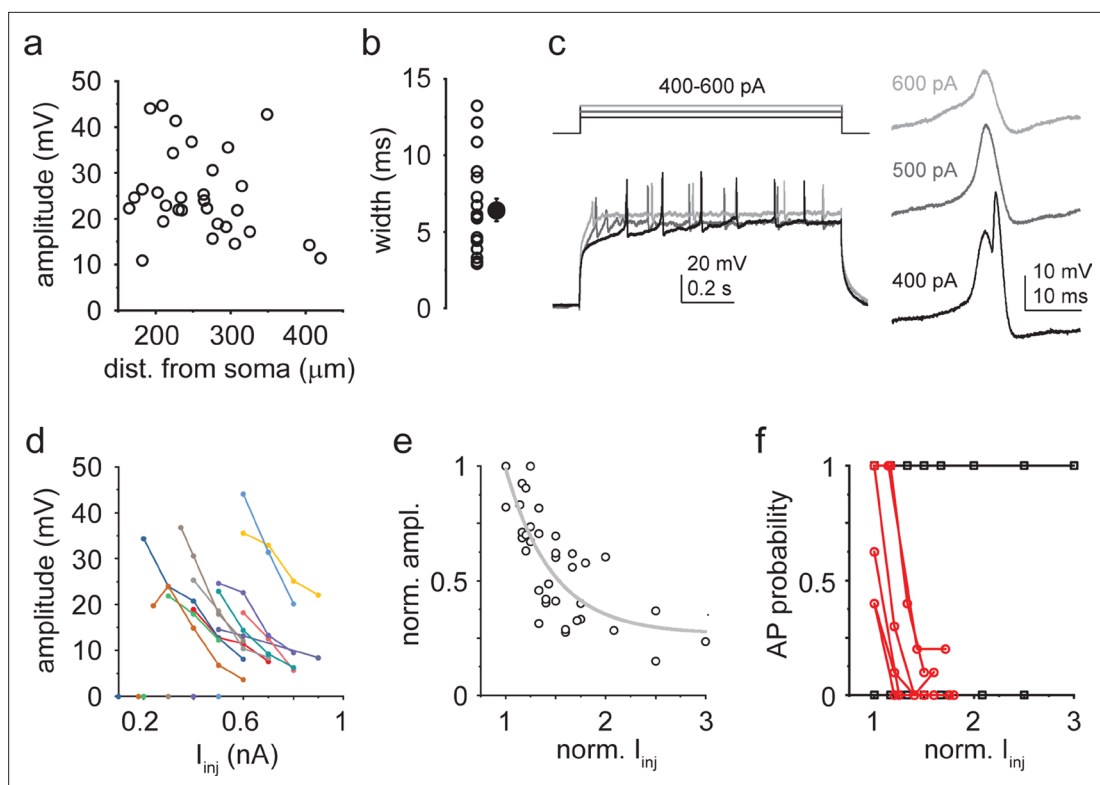 a
50
40
30
20
10
0
amplitude (mV)
200
300
400
dist. from soma (μm)
b
15
10
5
0
width (ms)
c
400-600 pA
20 mV
0.2 s
600 pA
500 pA
400 pA
10 mV
10 ms
d
50
40
30
20
10
0
amplitude (mV)
0.2
0.6
1
I_inj (nA)
e
1
0.5
0
norm. ampl.
1
2
3
norm. I_inj
f
1
0.5
0
AP probability
1
2
3
norm. I_inj